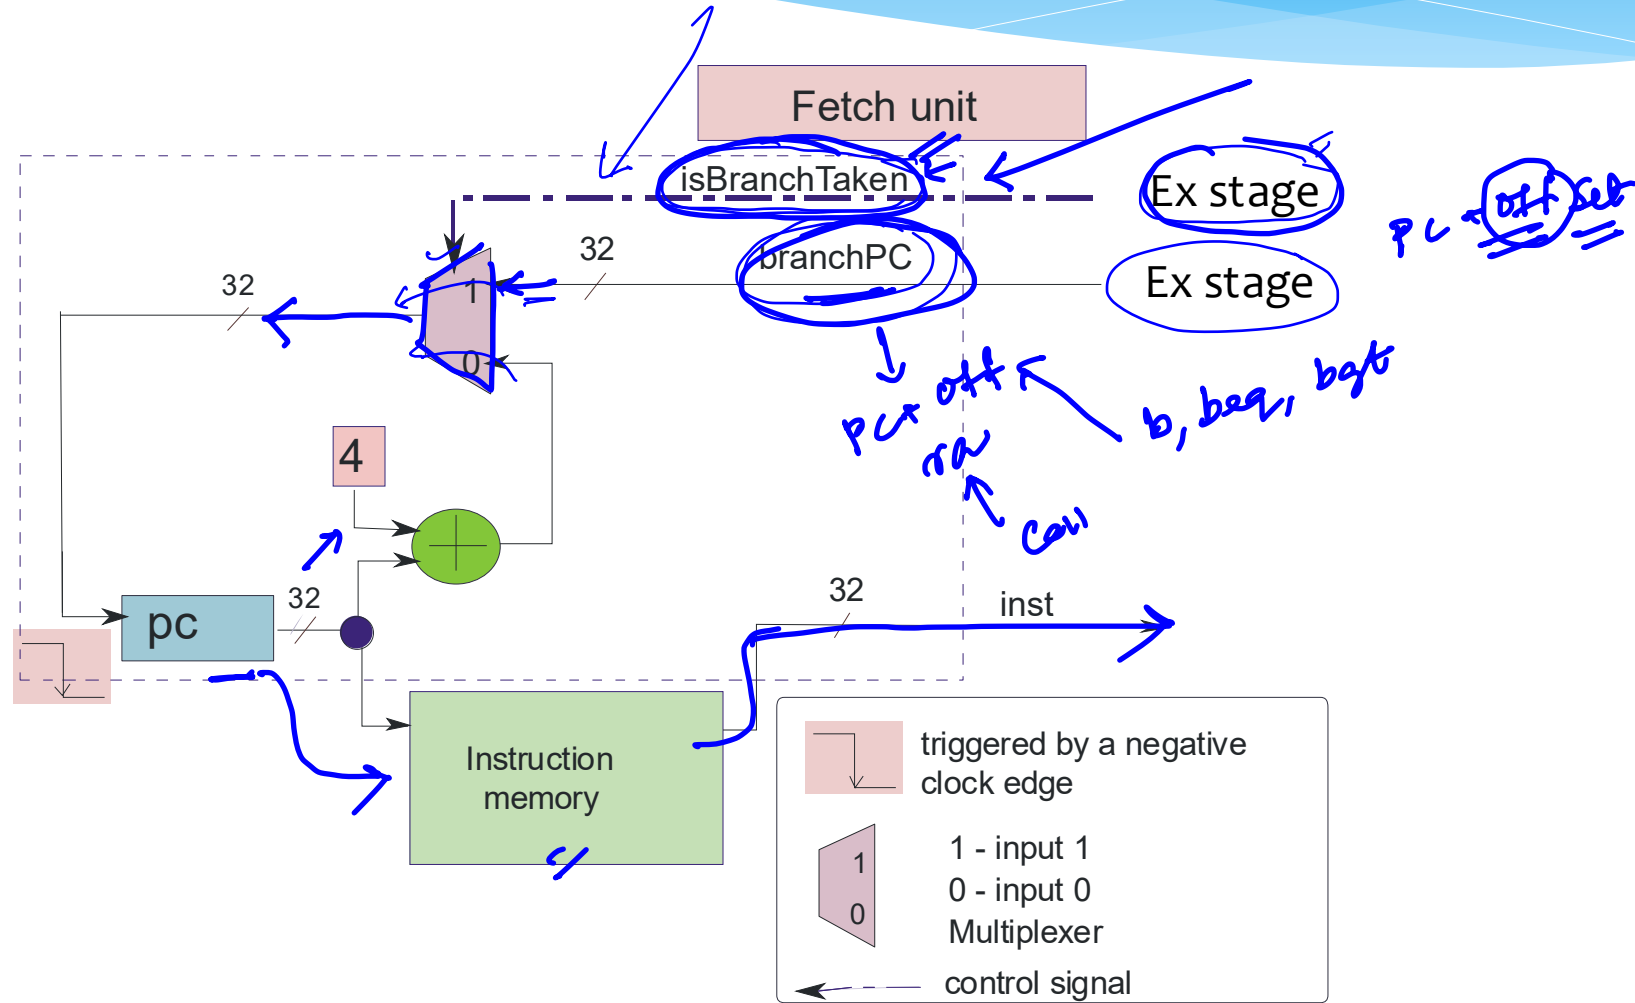 Fetch unit
isBranchTaken
Ex stage
pc + offset
32
32
branchPC
Ex stage
1
0
pc + off
b, beq, bgt
ra
4
32
pc
32
inst
Instruction
memory
triggered by a negative
clock edge
1
0
1 - input 1
0 - input 0
Multiplexer
control signal